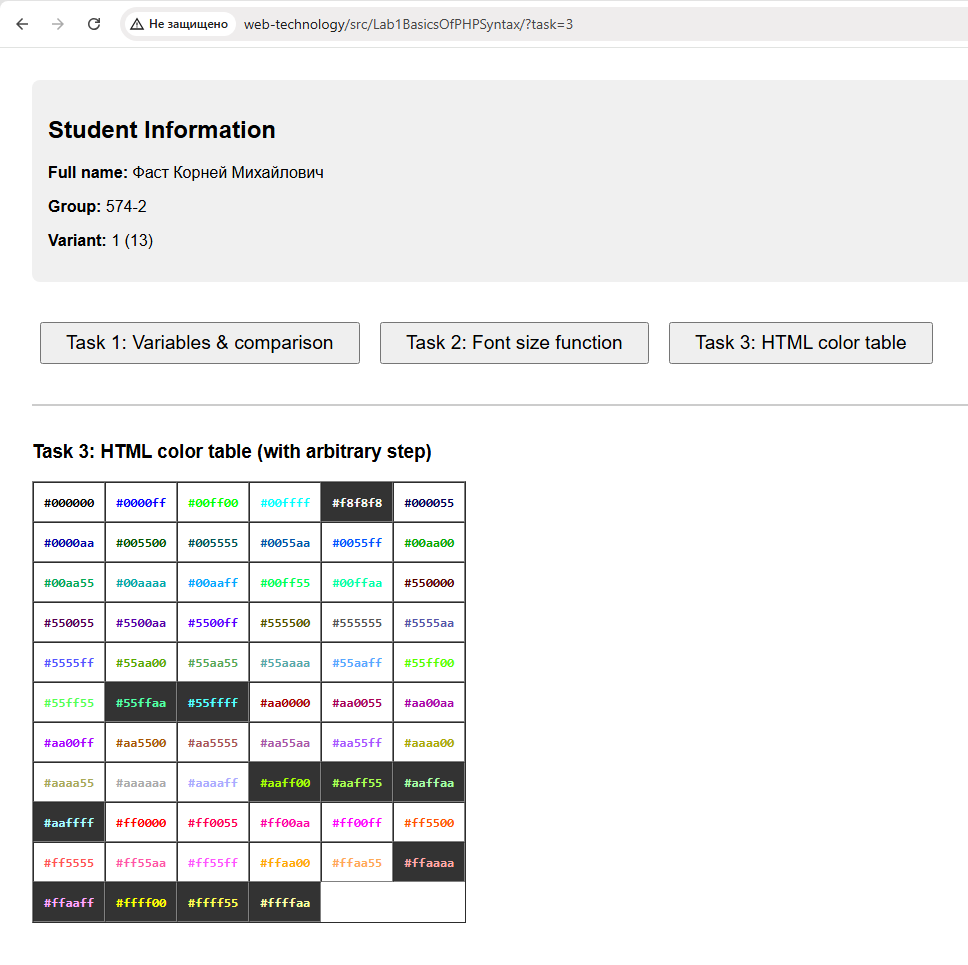 Не защищено web-technology/src/Lab1BasicsOfPHPSyntax/?task=3
Student Information
Full name: Фаст Корней Михайлович
Group: 574-2
Variant: 1 (13)
Task 1: Variables & comparison Task 2: Font size function Task 3: HTML color table
Task 3: HTML color table (with arbitrary step)
#000000 #0000ff #00ff00 #00ffff #f8f8f8 #000055
#0000aa #005500 #005555 #0055aa #0055ff #00aa00
#00aa55 #00aaaa #00aaff #00ff55 #00ffaa #550000
#550055 #5500aa #5500ff #555500 #555555 #5555aa
#5555ff #55aa00 #55aa55 #55aaaa #55aaff #55ff00
#55ff55 #55ffaa #55ffff #aa0000 #aa0055 #aa00aa
#aa00ff #aa5500 #aa5555 #aa55aa #aa55ff #aaaa00
#aaaa55 #aaaaaa #aaaaff #aaff00 #aaff55 #aaffaa
#aaffff #ff0000 #ff0055 #ff00aa #ff00ff #ff5500
#ff5555 #ff55aa #ff55ff #ffaa00 #ffaa55 #ffaaaa
#ffaaff #ffff00 #ffff55 #ffffaa